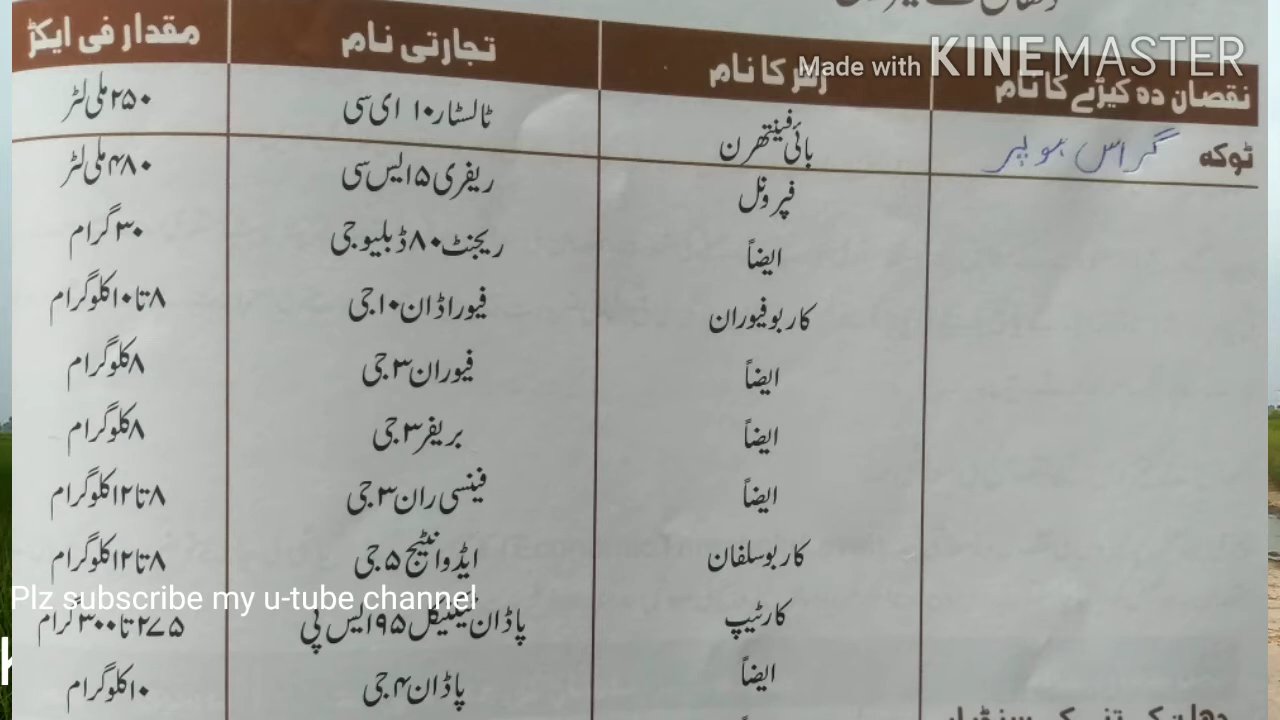 نقصان دہ کیڑے کا نام زہر کا نام تجارتی نام مقدار فی ایکڑ
Made with KINEMASTER
ٹوکہ گراس ہوپر بائی فینتھرن ٹالسٹار ۱۰ ای سی ۲۵۰ ملی لٹر
فپرونل ریفری ۵ ایس سی ۴۸۰ ملی لٹر
ایضاً ریجنٹ ۸۰ ڈبلیو جی ۳۰ گرام
کاربوفیوران فیوراڈان ۱۰ جی ۸ تا ۱۰ کلوگرام
ایضاً فیوران ۳ جی ۸ کلوگرام
ایضاً بریفر ۳ جی ۸ کلوگرام
ایضاً فینسی ران ۳ جی ۸ تا ۱۲ کلوگرام
کاربوسلفان ایڈوانٹیج ۵ جی ۸ تا ۱۲ کلوگرام
Plz subscribe my u-tube channel
کارٹیپ پاڈان ۹۵ ایس پی ۲۷۵ تا ۳۰۰ گرام
ایضاً پاڈان ۴ جی ۱۰ کلوگرام